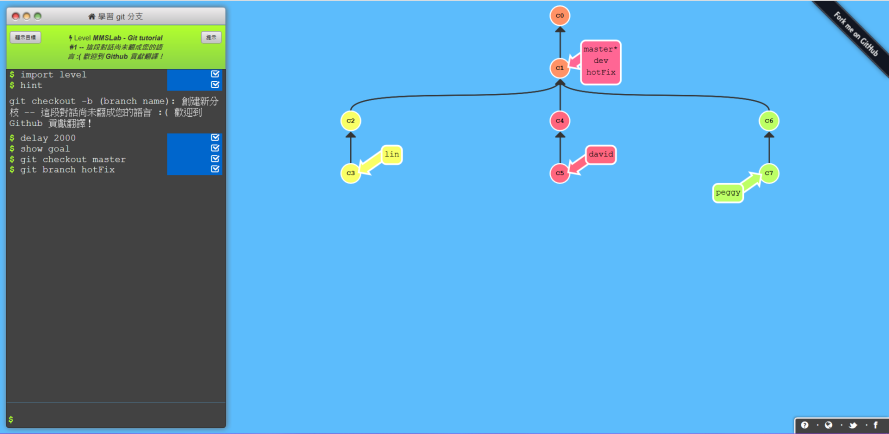 學習 git 分支
顯示目標
Level MMSLab - Git tutorial
#1 -- 這段對話尚未翻成您的語
言 :( 歡迎到 Github 貢獻翻譯！
提示
$ import level
$ hint
git checkout -b (branch name): 創建新分
枝 -- 這段對話尚未翻成您的語言 :( 歡迎到
Github 貢獻翻譯！
$ delay 2000
$ show goal
$ git checkout master
$ git branch hotFix
$
C0
C1
master*
dev
hotFix
C2
C4
C6
C3
lin
C5
david
C7
peggy
Fork me on GitHub